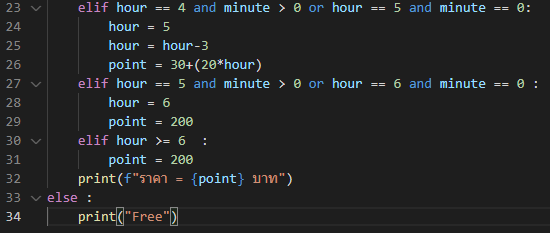 23 elif hour == 4 and minute > 0 or hour == 5 and minute == 0:
24 hour = 5
25 hour = hour-3
26 point = 30+(20*hour)
27 elif hour == 5 and minute > 0 or hour == 6 and minute == 0 :
28 hour = 6
29 point = 200
30 elif hour >= 6  :
31 point = 200
32 print(f"ราคา = {point} บาท")
33 else :
34 print("Free")